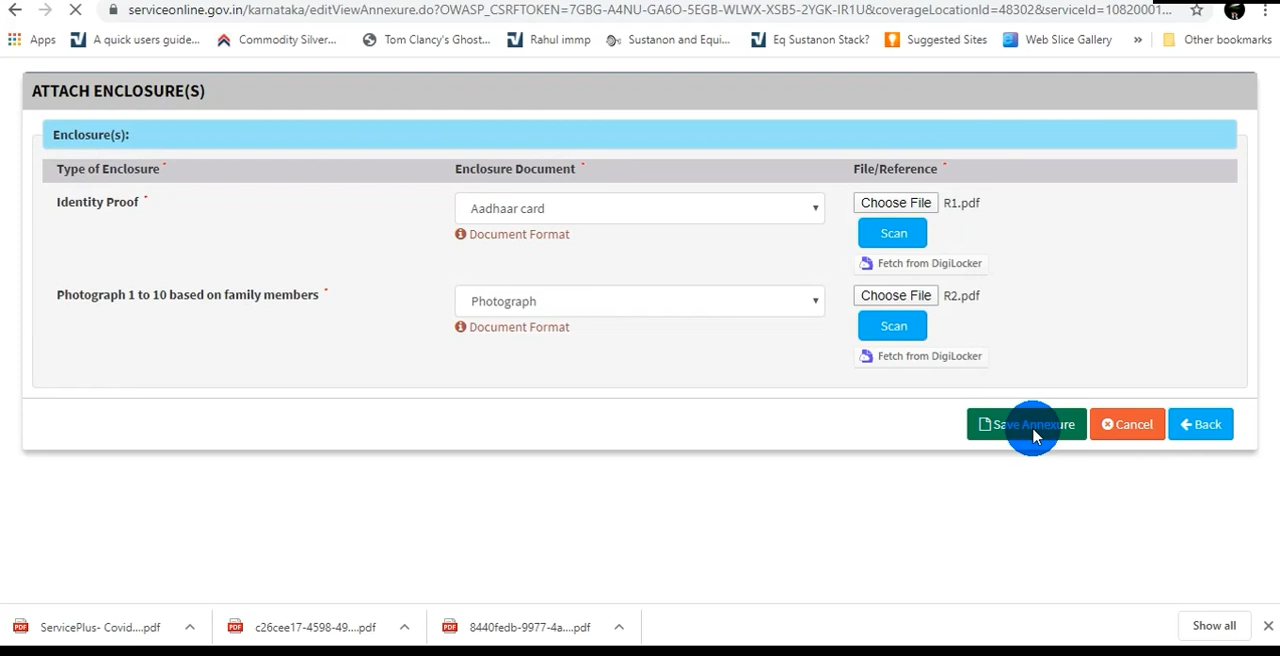 serviceonline.gov.in/karnataka/editViewAnnexure.do?OWASP_CSRFTOKEN=7GBG-A4NU-GA6O-5EGB-WLWX-XSB5-2YGK-IR1U&coverageLocationId=48302&serviceId=10820001...
Apps A quick users guide... Commodity Silver... Tom Clancy's Ghost... Rahul immp Sustanon and Equi... Eq Sustanon Stack? Suggested Sites Web Slice Gallery » Other bookmarks
ATTACH ENCLOSURE(S)
Enclosure(s):
Type of Enclosure * Enclosure Document * File/Reference *
Identity Proof * Aadhaar card Choose File R1.pdf
Document Format Scan
Fetch from DigiLocker
Photograph 1 to 10 based on family members * Photograph Choose File R2.pdf
Document Format Scan
Fetch from DigiLocker
Save Annexure Cancel Back
ServicePlus- Covid....pdf c26cee17-4598-49....pdf 8440fedb-9977-4a....pdf Show all